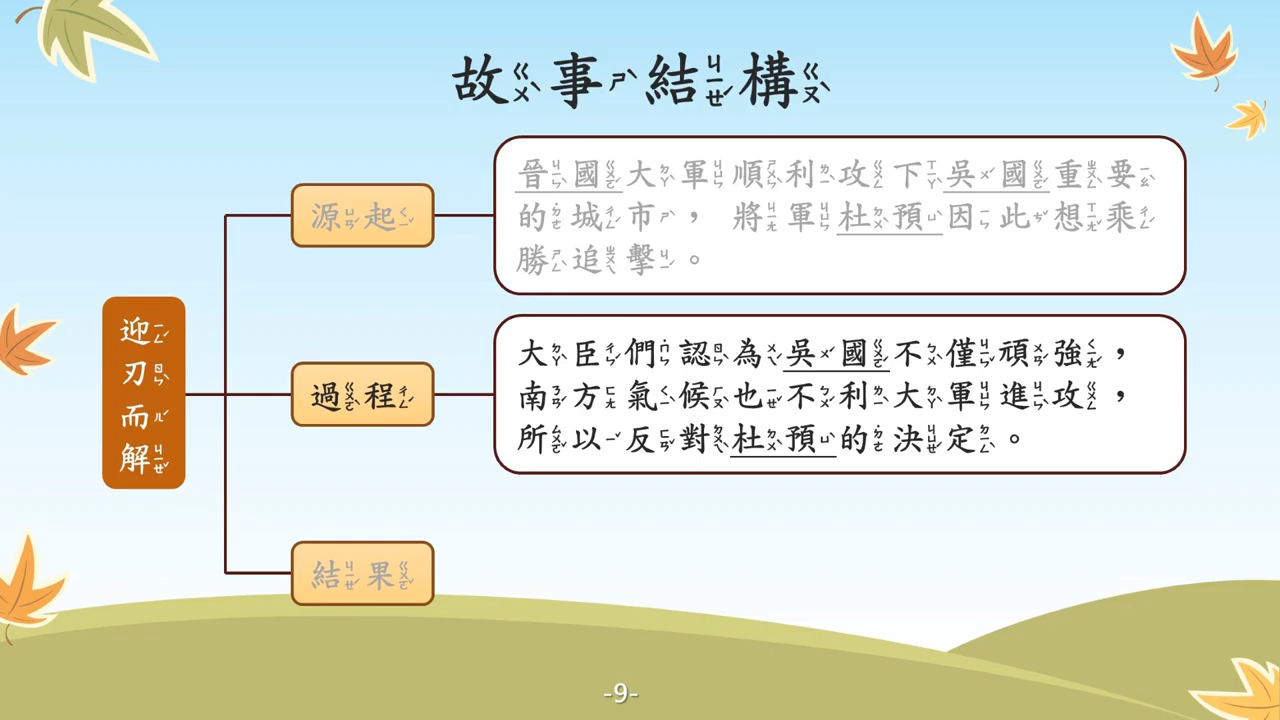 故事結構
迎刃而解
源起
晉國大軍順利攻下吳國重要
的城市，將軍杜預因此想乘
勝追擊。
過程
大臣們認為吳國不僅頑強，
南方氣候也不利大軍進攻，
所以反對杜預的決定。
結果
-9-